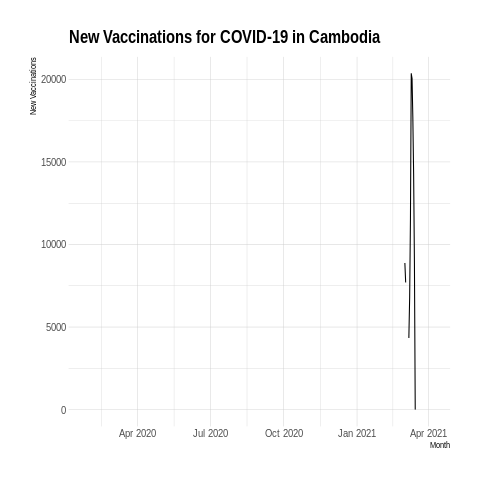 New Vaccinations for COVID-19 in Cambodia
New Vaccinations
20000
15000
10000
5000
0
Apr 2020 Jul 2020 Oct 2020 Jan 2021 Apr 2021
Month